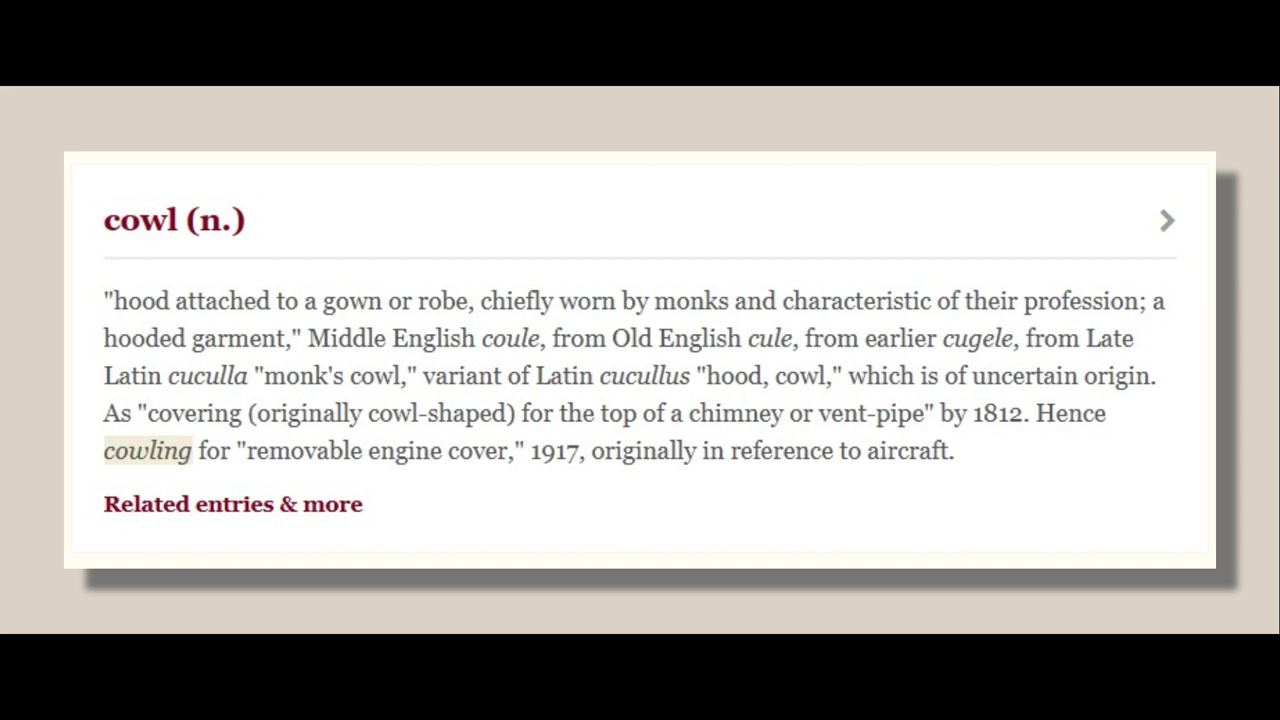 cowl (n.)
"hood attached to a gown or robe, chiefly worn by monks and characteristic of their profession; a
hooded garment," Middle English coule, from Old English cule, from earlier cugele, from Late
Latin cuculla "monk's cowl," variant of Latin cucullus "hood, cowl," which is of uncertain origin.
As "covering (originally cowl-shaped) for the top of a chimney or vent-pipe" by 1812. Hence
cowling for "removable engine cover," 1917, originally in reference to aircraft.
Related entries & more